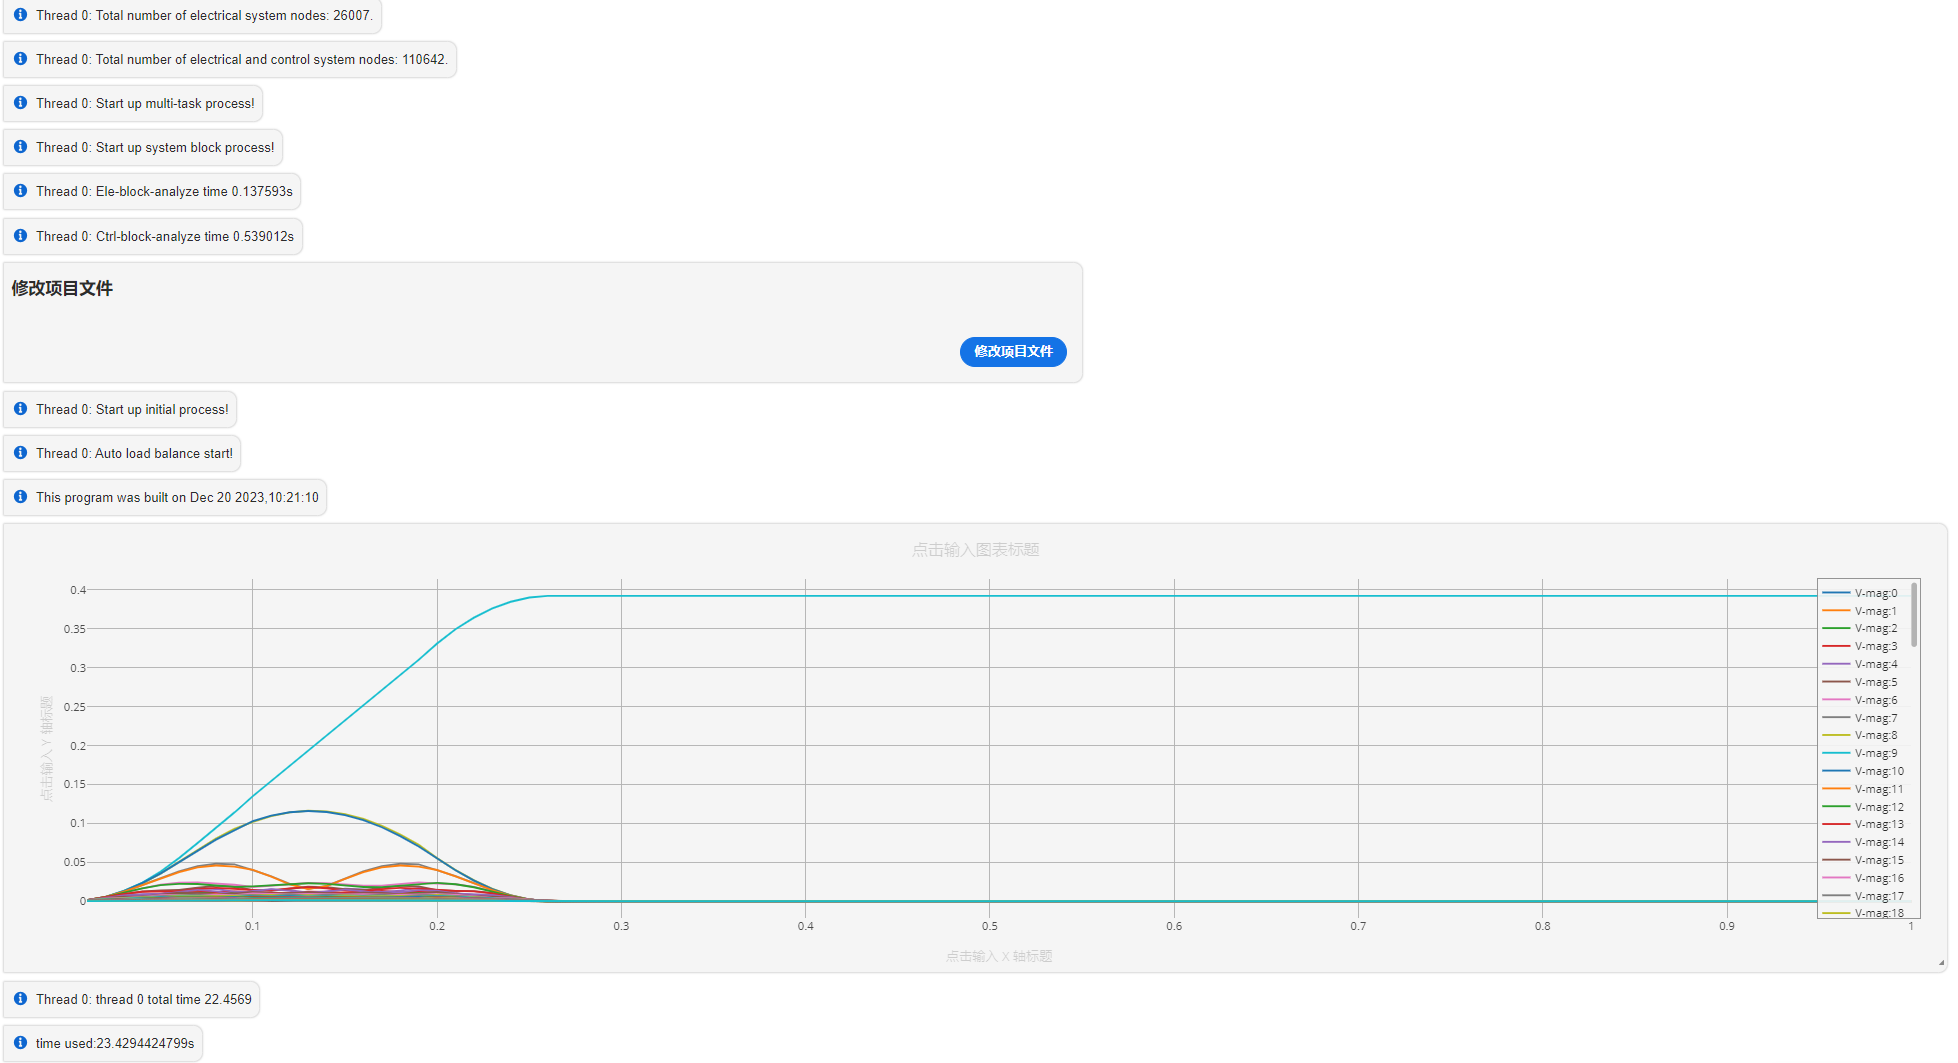 Thread 0: Total number of electrical system nodes: 26007.
Thread 0: Total number of electrical and control system nodes: 110642.
Thread 0: Start up multi-task process!
Thread 0: Start up system block process!
Thread 0: Ele-block-analyze time 0.137593s
Thread 0: Ctrl-block-analyze time 0.539012s
修改项目文件
修改项目文件
Thread 0: Start up initial process!
Thread 0: Auto load balance start!
This program was built on Dec 20 2023,10:21:10
点击输入图表标题
0.4
0.35
0.3
0.25
0.2
0.15
0.1
0.05
0
点击输入 Y 轴标题
V-mag:0
V-mag:1
V-mag:2
V-mag:3
V-mag:4
V-mag:5
V-mag:6
V-mag:7
V-mag:8
V-mag:9
V-mag:10
V-mag:11
V-mag:12
V-mag:13
V-mag:14
V-mag:15
V-mag:16
V-mag:17
V-mag:18
0.1 0.2 0.3 0.4 0.5 0.6 0.7 0.8 0.9 1
点击输入 X 轴标题
Thread 0: thread 0 total time 22.4569
time used:23.4294424799s